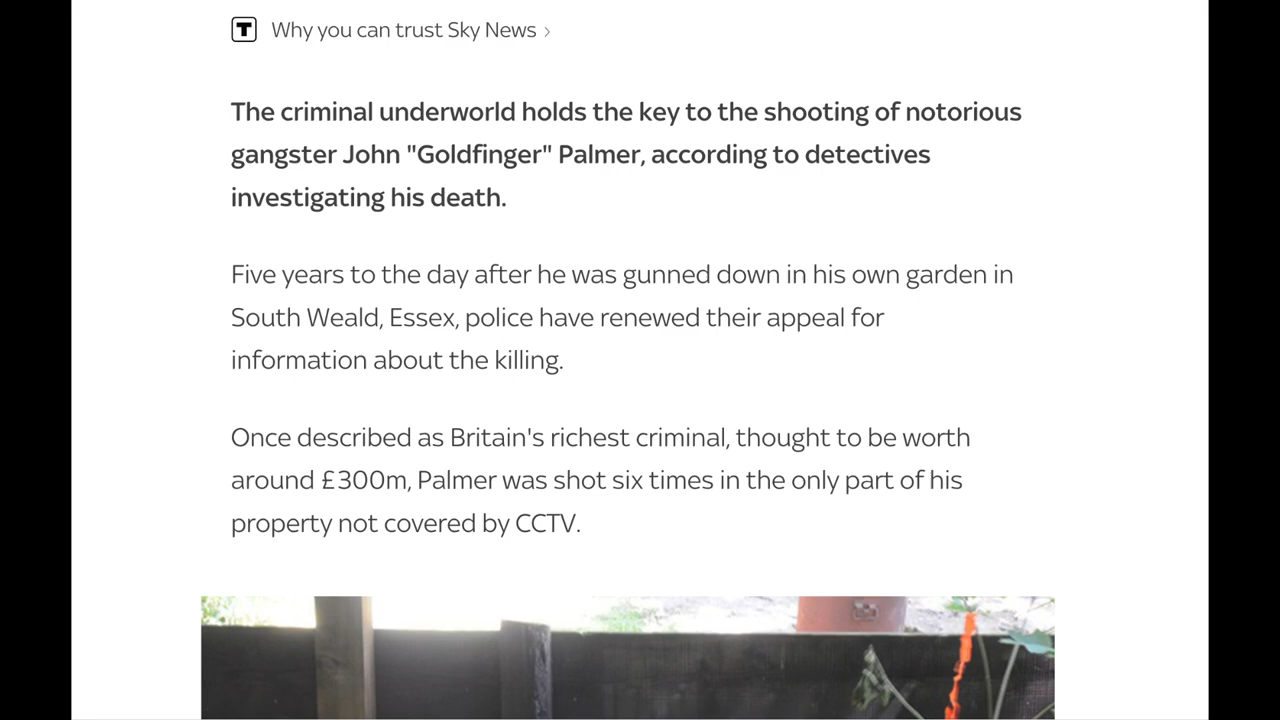 T Why you can trust Sky News >
The criminal underworld holds the key to the shooting of notorious
gangster John "Goldfinger" Palmer, according to detectives
investigating his death.
Five years to the day after he was gunned down in his own garden in
South Weald, Essex, police have renewed their appeal for
information about the killing.
Once described as Britain's richest criminal, thought to be worth
around £300m, Palmer was shot six times in the only part of his
property not covered by CCTV.